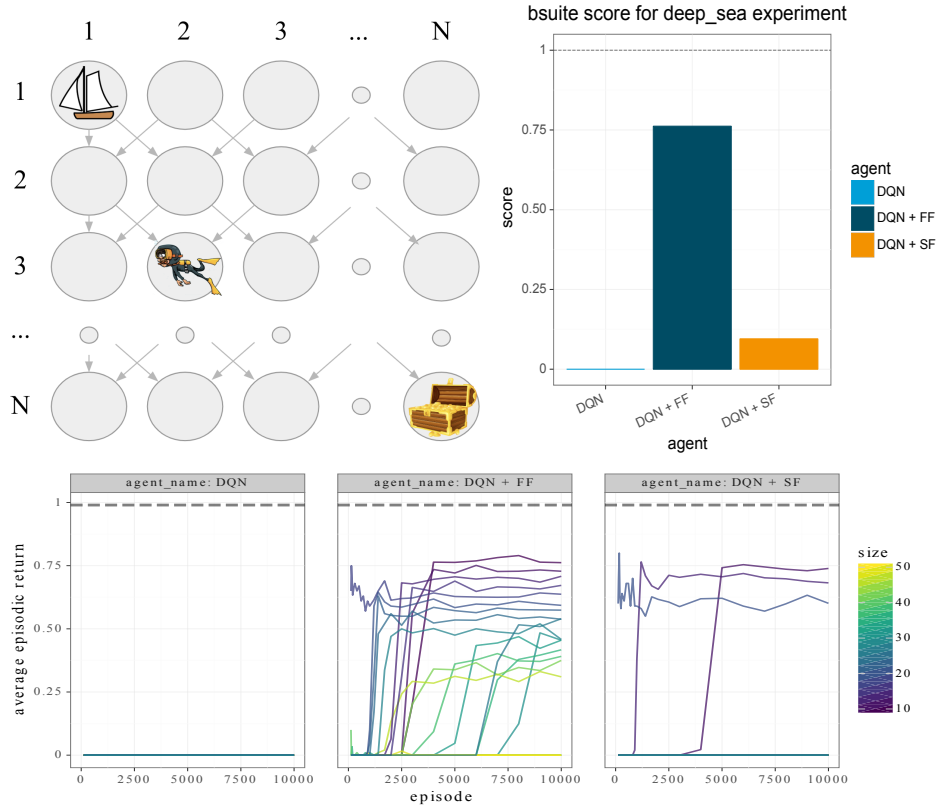 1 2 3 ... N
1
2
3
...
N
bsuite score for deep_sea experiment
1
0.75
0.50
0.25
0
score
DQN
DQN + FF
DQN + SF
agent
agent
DQN
DQN + FF
DQN + SF
agent_name: DQN
agent_name: DQN + FF
agent_name: DQN + SF
1
0.75
0.50
0.25
0
average episodic return
0 2500 5000 7500 10000
0 2500 5000 7500 10000
0 2500 5000 7500 10000
episode
size
50
40
30
20
10